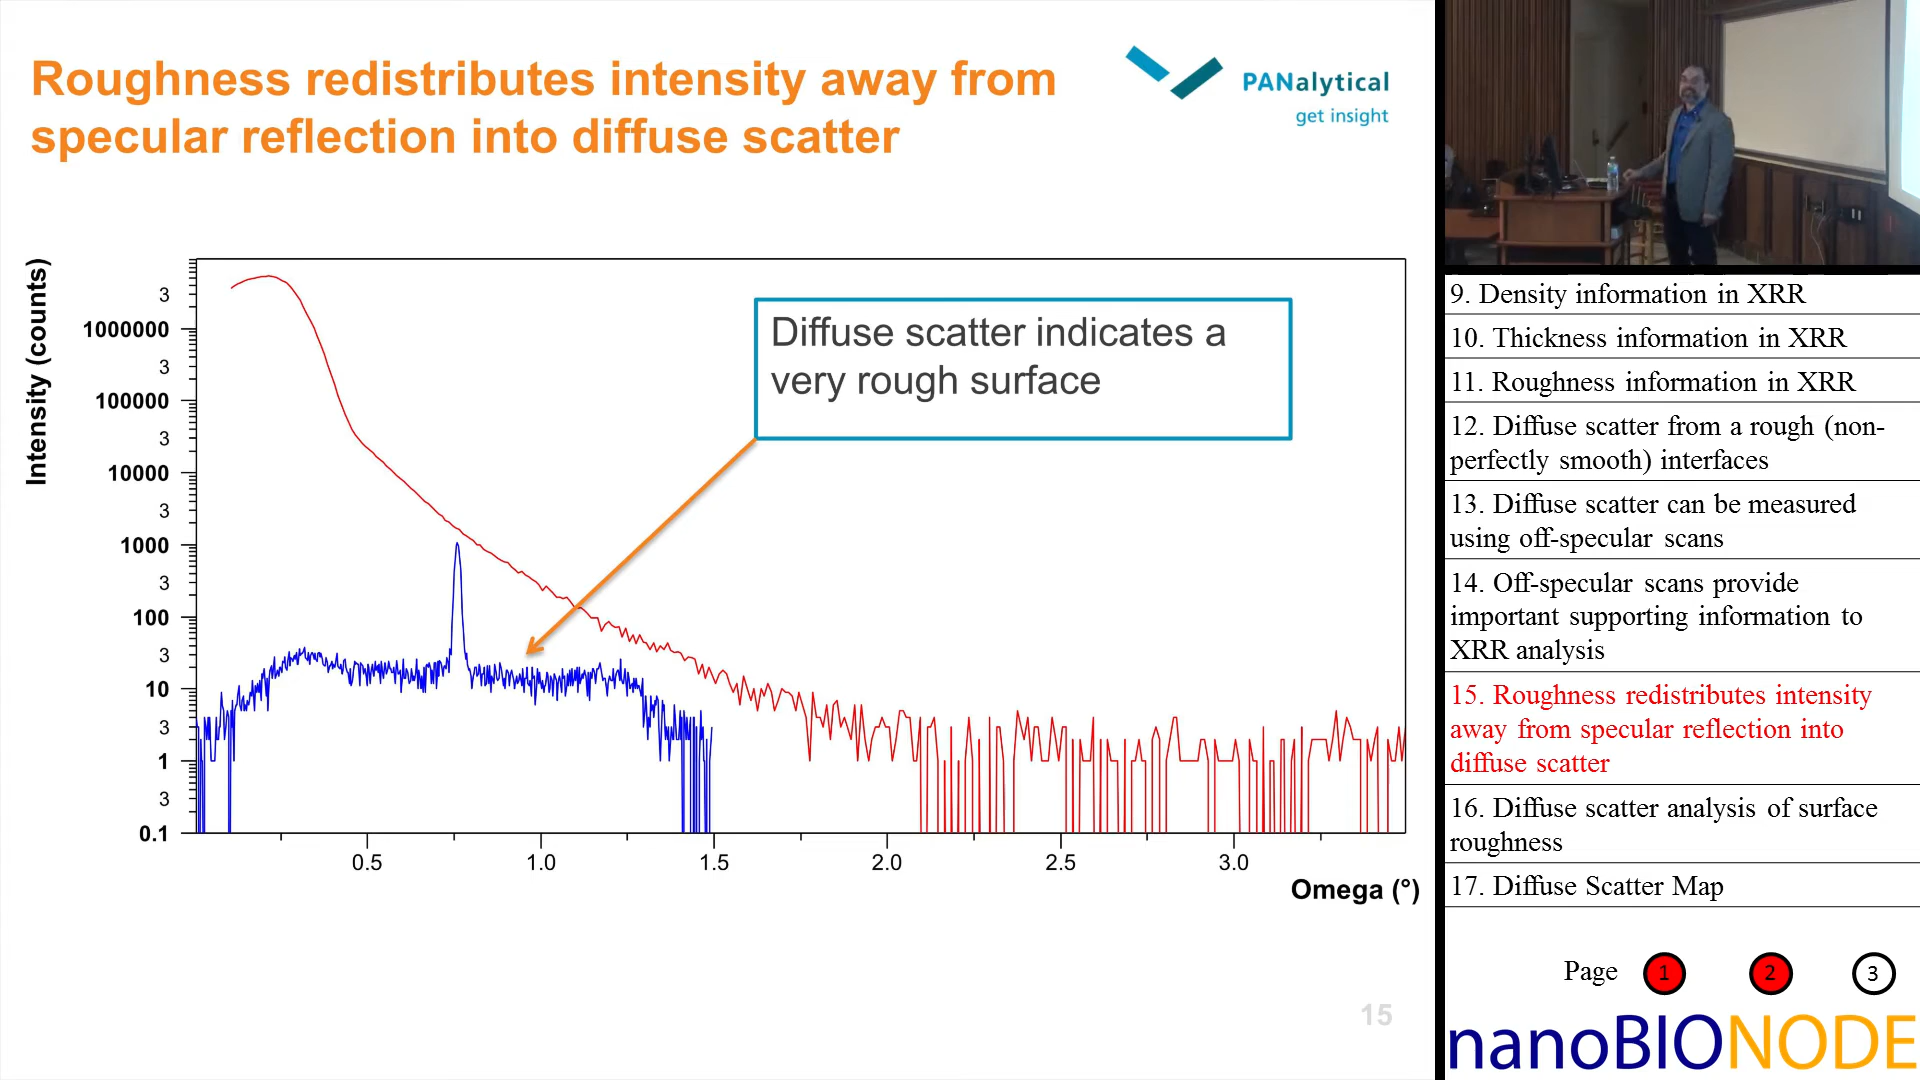 Roughness redistributes intensity away from
specular reflection into diffuse scatter
PANalytical
get insight
Intensity (counts)
3
1000000
3
100000
3
10000
3
1000
3
100
3
10
3
1
3
0.1
Diffuse scatter indicates a
very rough surface
0.5
1.0
1.5
2.0
2.5
3.0
Omega (°)
15
9. Density information in XRR
10. Thickness information in XRR
11. Roughness information in XRR
12. Diffuse scatter from a rough (non-
perfectly smooth) interfaces
13. Diffuse scatter can be measured
using off-specular scans
14. Off-specular scans provide
important supporting information to
XRR analysis
15. Roughness redistributes intensity
away from specular reflection into
diffuse scatter
16. Diffuse scatter analysis of surface
roughness
17. Diffuse Scatter Map
Page 1 2 3
nanoBIONODE